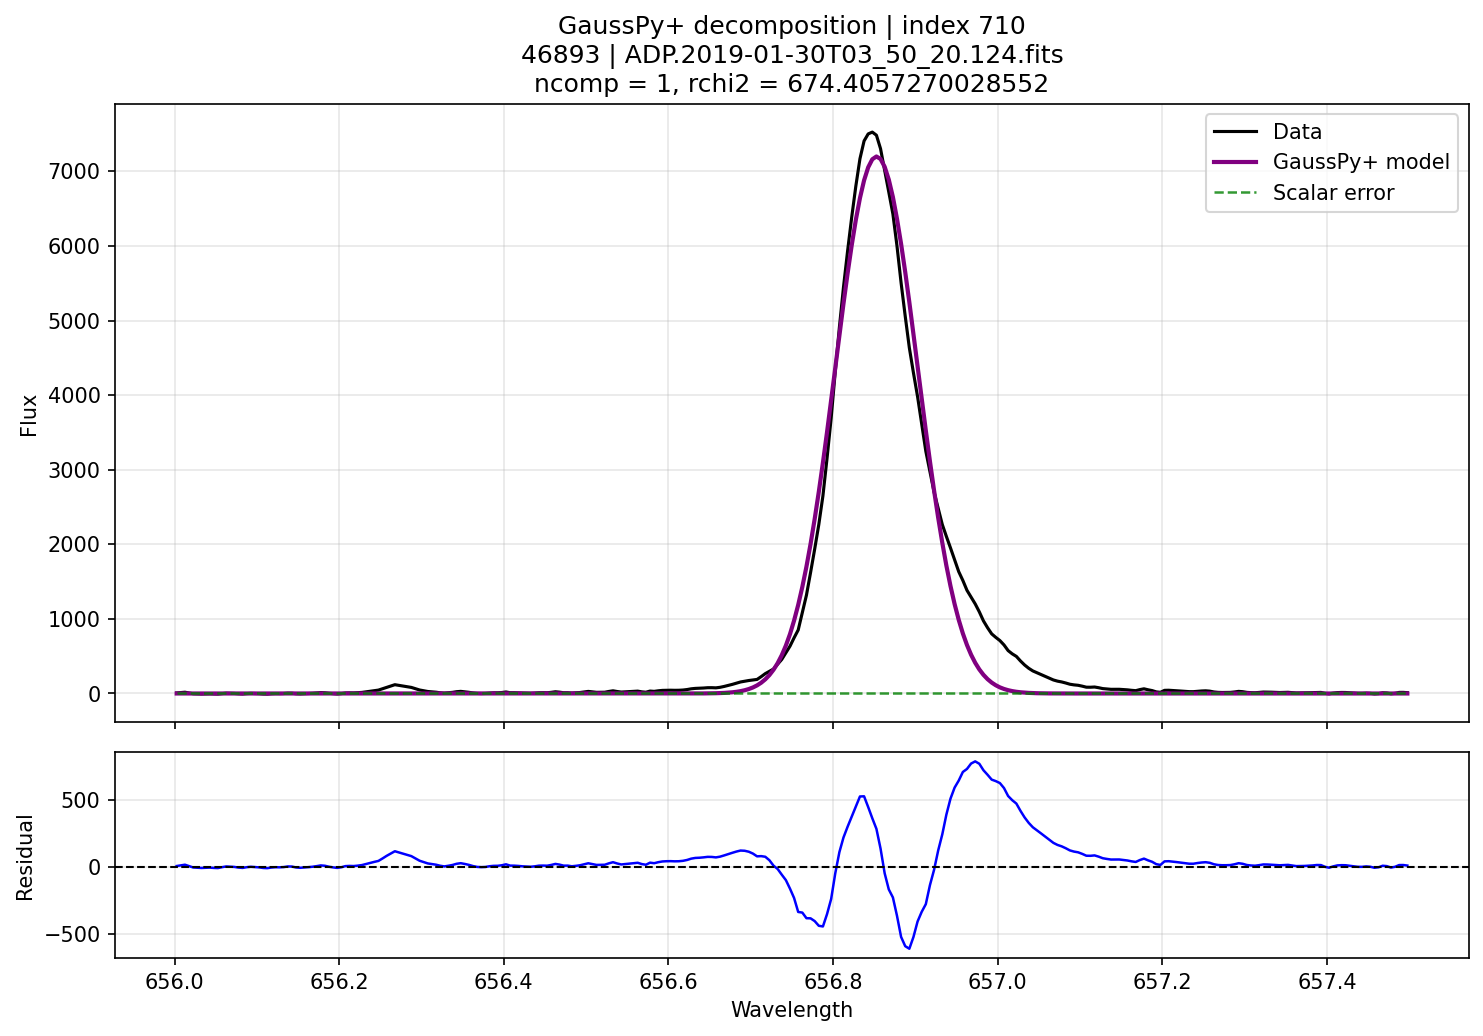 GaussPy+ decomposition | index 710
46893 | ADP.2019-01-30T03_50_20.124.fits
ncomp = 1, rchi2 = 674.4057270028552
Data
GaussPy+ model
Scalar error
Flux
7000
6000
5000
4000
3000
2000
1000
0
Residual
500
0
−500
656.0 656.2 656.4 656.6 656.8 657.0 657.2 657.4
Wavelength